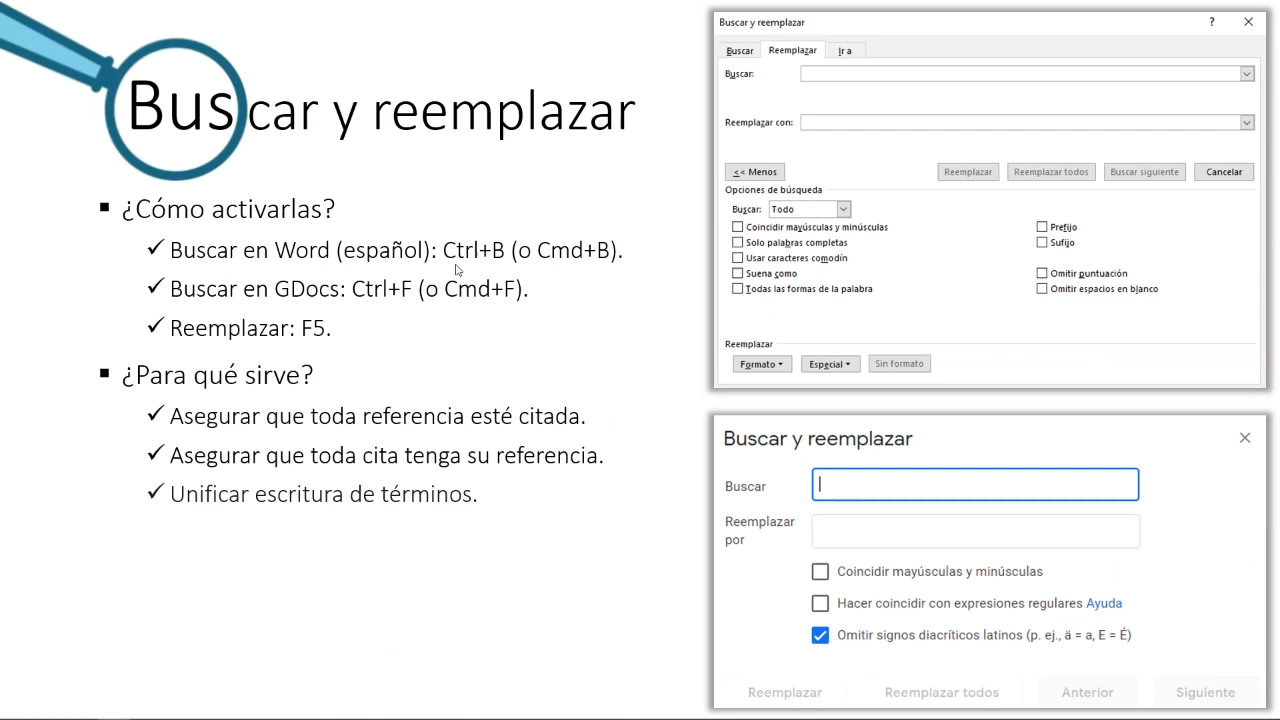 Buscar y reemplazar
▪ ¿Cómo activarlas?
✓ Buscar en Word (español): Ctrl+B (o Cmd+B).
✓ Buscar en GDocs: Ctrl+F (o Cmd+F).
✓ Reemplazar: F5.
▪ ¿Para qué sirve?
✓ Asegurar que toda referencia esté citada.
✓ Asegurar que toda cita tenga su referencia.
✓ Unificar escritura de términos.
Buscar y reemplazar ?
Buscar Reemplazar Ir a
Buscar:
Reemplazar con:
<< Menos Reemplazar Reemplazar todos Buscar siguiente Cancelar
Opciones de búsqueda
Buscar: Todo
Coincidir mayúsculas y minúsculas Prefijo
Solo palabras completas Sufijo
Usar caracteres comodín
Suena como Omitir puntuación
Todas las formas de la palabra Omitir espacios en blanco
Reemplazar
Formato Especial Sin formato
Buscar y reemplazar
Buscar
Reemplazar
por
Coincidir mayúsculas y minúsculas
Hacer coincidir con expresiones regulares Ayuda
Omitir signos diacríticos latinos (p. ej., ä = a, E = É)
Reemplazar Reemplazar todos Anterior Siguiente